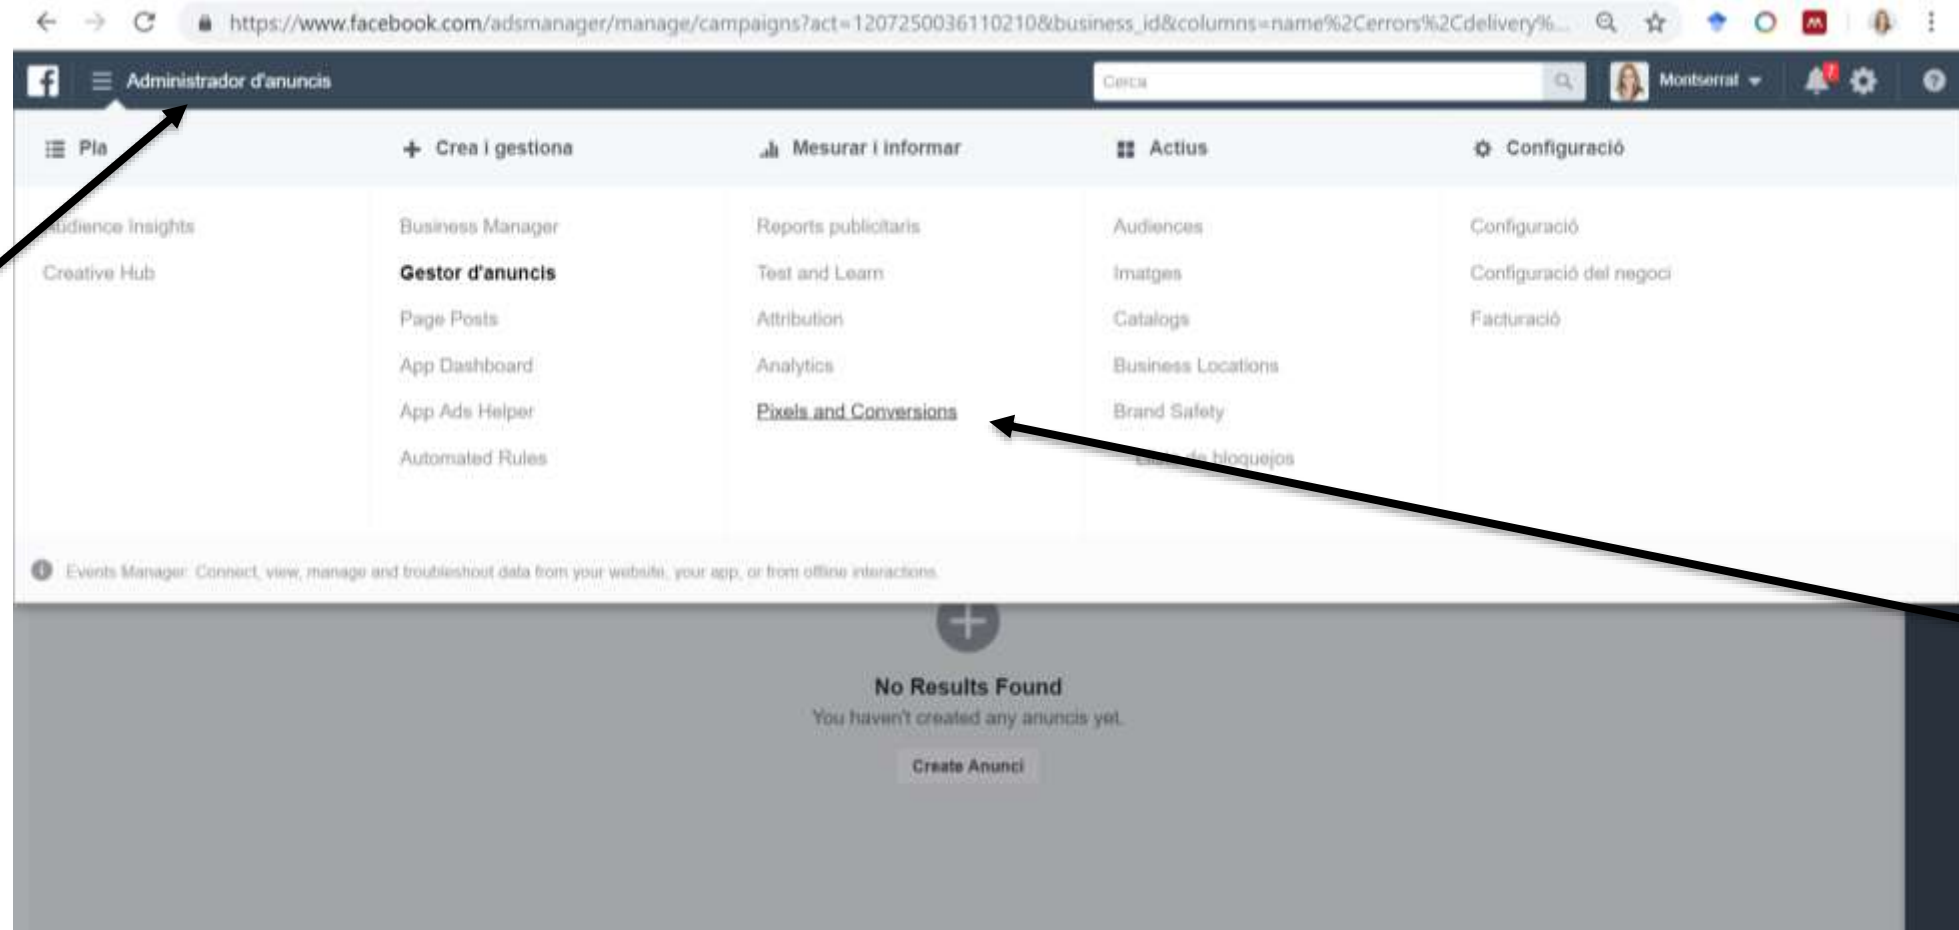 https://www.facebook.com/adsmanager/manage/campaigns?act=1207250036110210&business_id&columns=name%2Cerrors%2Cdelivery%...
Administrador d'anuncis
Cerca
Montserrat
Pla
Crea i gestiona
Mesurar i informar
Actius
Configuració
Audience Insights
Business Manager
Reports publicitaris
Audiences
Configuració
Creative Hub
Gestor d'anuncis
Test and Learn
Imatges
Configuració del negoci
Page Posts
Attribution
Catalogs
Facturació
App Dashboard
Analytics
Business Locations
App Ads Helper
Pixels and Conversions
Brand Safety
Automated Rules
de bloquejos
Events Manager: Connect, view, manage and troubleshoot data from your website, your app, or from offline interactions.
No Results Found
You haven't created any anuncis yet.
Create Anunci